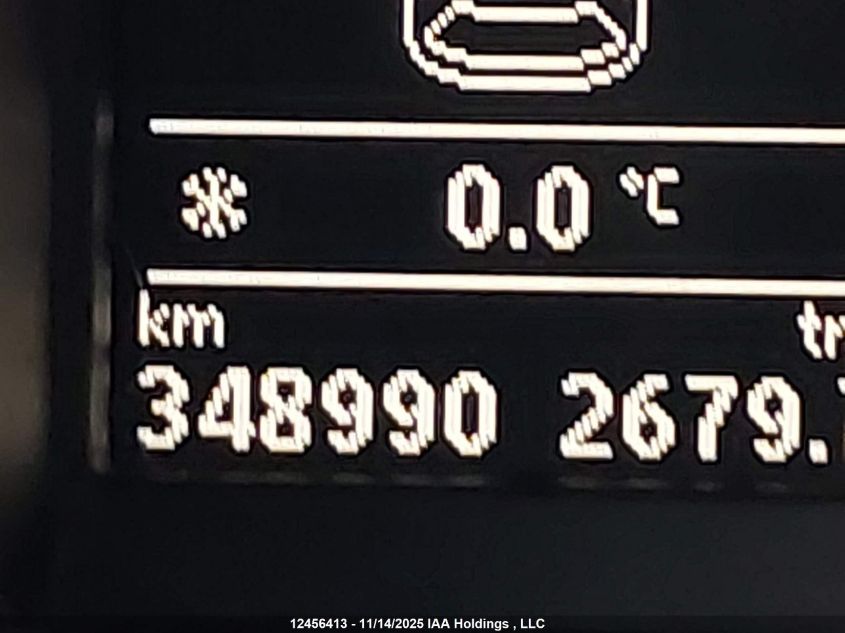 0.0 °C
km
348990 2679.
12456413 - 11/14/2025 IAA Holdings , LLC